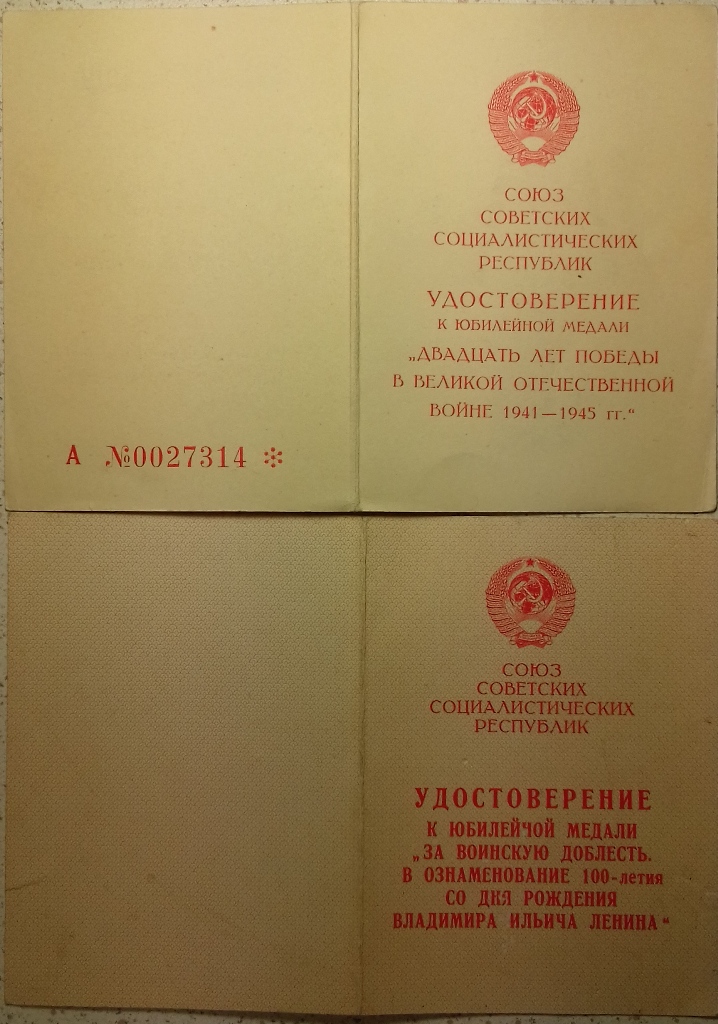 СОЮЗ
СОВЕТСКИХ
СОЦИАЛИСТИЧЕСКИХ
РЕСПУБЛИК
УДОСТОВЕРЕНИЕ
К ЮБИЛЕЙНОЙ МЕДАЛИ
„ДВАДЦАТЬ ЛЕТ ПОБЕДЫ
В ВЕЛИКОЙ ОТЕЧЕСТВЕННОЙ
ВОЙНЕ 1941—1945 гг.“
А №0027314
СОЮЗ
СОВЕТСКИХ
СОЦИАЛИСТИЧЕСКИХ
РЕСПУБЛИК
УДОСТОВЕРЕНИЕ
К ЮБИЛЕЙЧОЙ МЕДАЛИ
„ЗА ВОИНСКУЮ ДОБЛЕСТЬ.
В ОЗНАМЕНОВАНИЕ 100-летия
СО ДКЯ РОЖДЕНИЯ
ВЛАДИМИРА ИЛЬИЧА ЛЕНИНА“